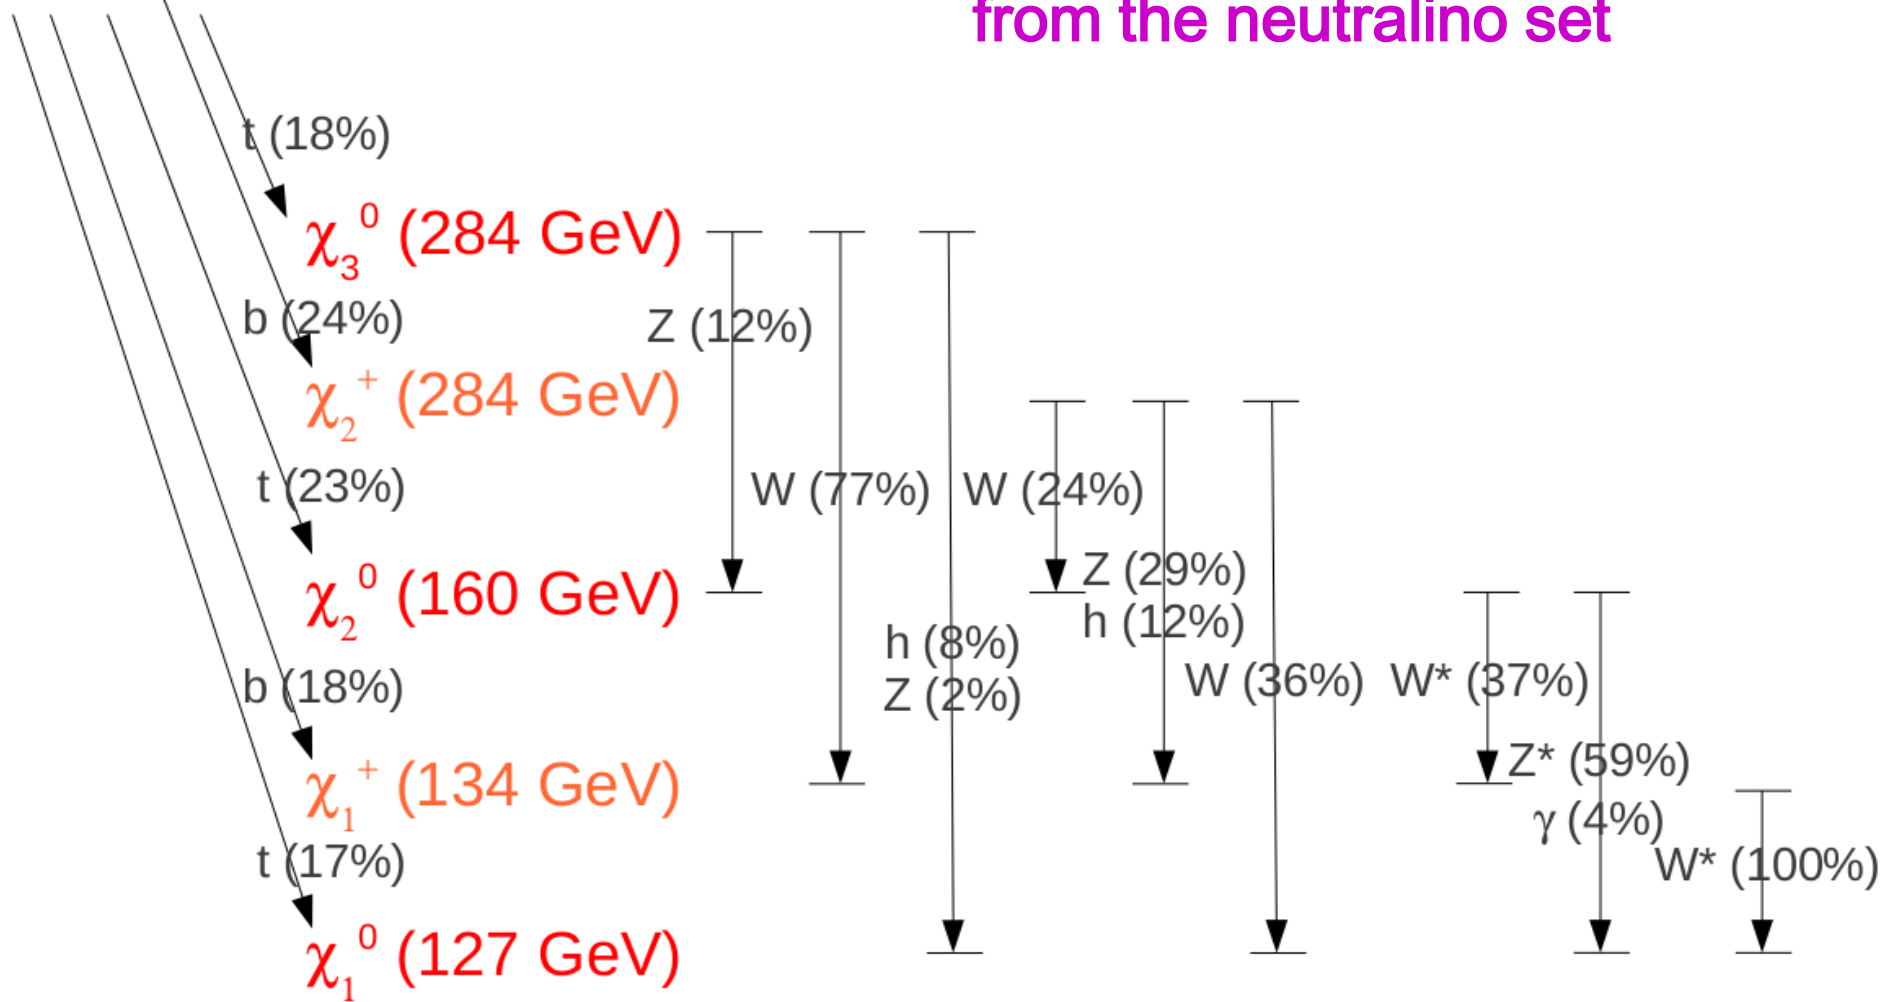 from the neutralino set
t (18%)
χ₃⁰ (284 GeV)
b (24%)
Z (12%)
χ₂⁺ (284 GeV)
t (23%)
W (77%)
W (24%)
χ₂⁰ (160 GeV)
Z (29%)
h (12%)
h (8%)
Z (2%)
b (18%)
W (36%)
W* (37%)
χ₁⁺ (134 GeV)
Z* (59%)
γ (4%)
t (17%)
W* (100%)
χ₁⁰ (127 GeV)